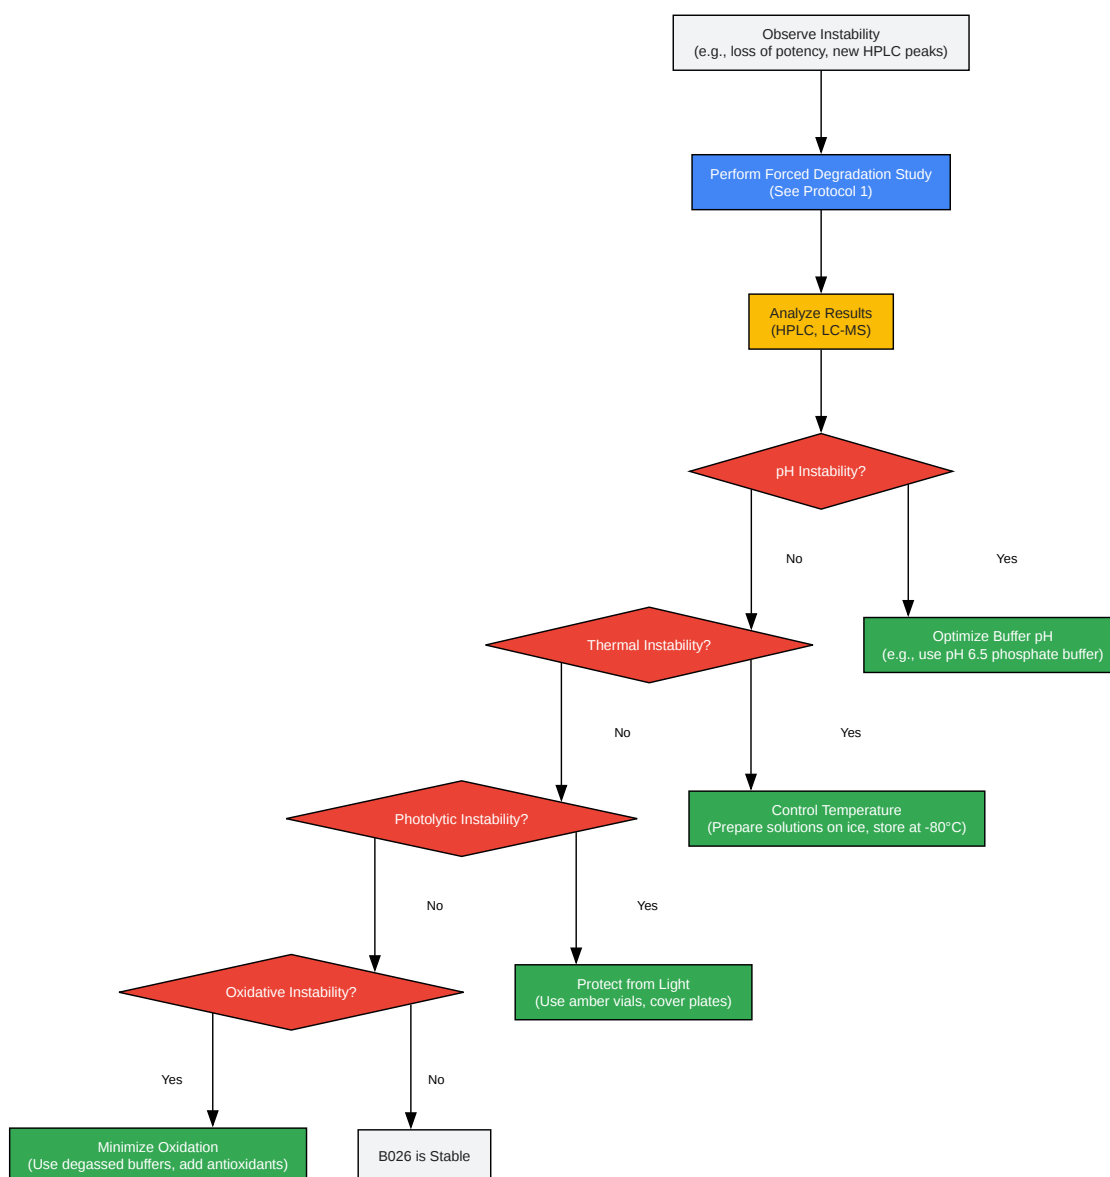 Observe Instability
(e.g., loss of potency, new HPLC peaks)
Perform Forced Degradation Study
(See Protocol 1)
Analyze Results
(HPLC, LC-MS)
pH Instability?
No
Yes
Thermal Instability?
Optimize Buffer pH
(e.g., use pH 6.5 phosphate buffer)
No
Yes
Photolytic Instability?
Control Temperature
(Prepare solutions on ice, store at -80°C)
No
Yes
Oxidative Instability?
Protect from Light
(Use amber vials, cover plates)
Yes
No
Minimize Oxidation
(Use degassed buffers, add antioxidants)
B026 is Stable